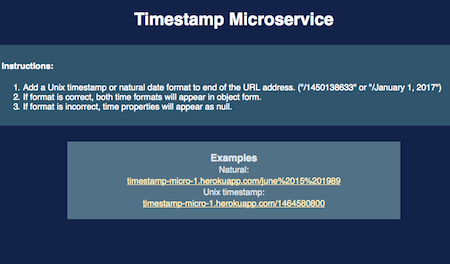 Timestamp Microservice
Instructions:
1. Add a Unix timestamp or natural date format to end of the URL address. ("/1450138633" or "/January 1, 2017")
2. If format is correct, both time formats will appear in object form.
3. If format is incorrect, time properties will appear as null.
Examples
Natural:
timestamp-micro-1.herokuapp.com/june%2015%201989
Unix timestamp:
timestamp-micro-1.herokuapp.com/1464580800